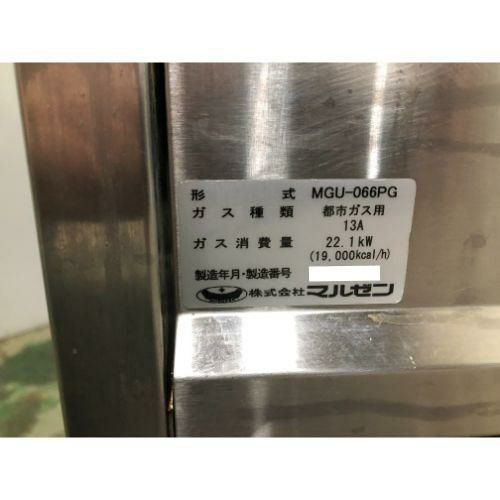 形 式 MGU-066PG
ガス種類 都市ガス用
13A
ガス消費量 22.1kW
(19,000kcal/h)
製造年月・製造番号
株式会社マルゼン